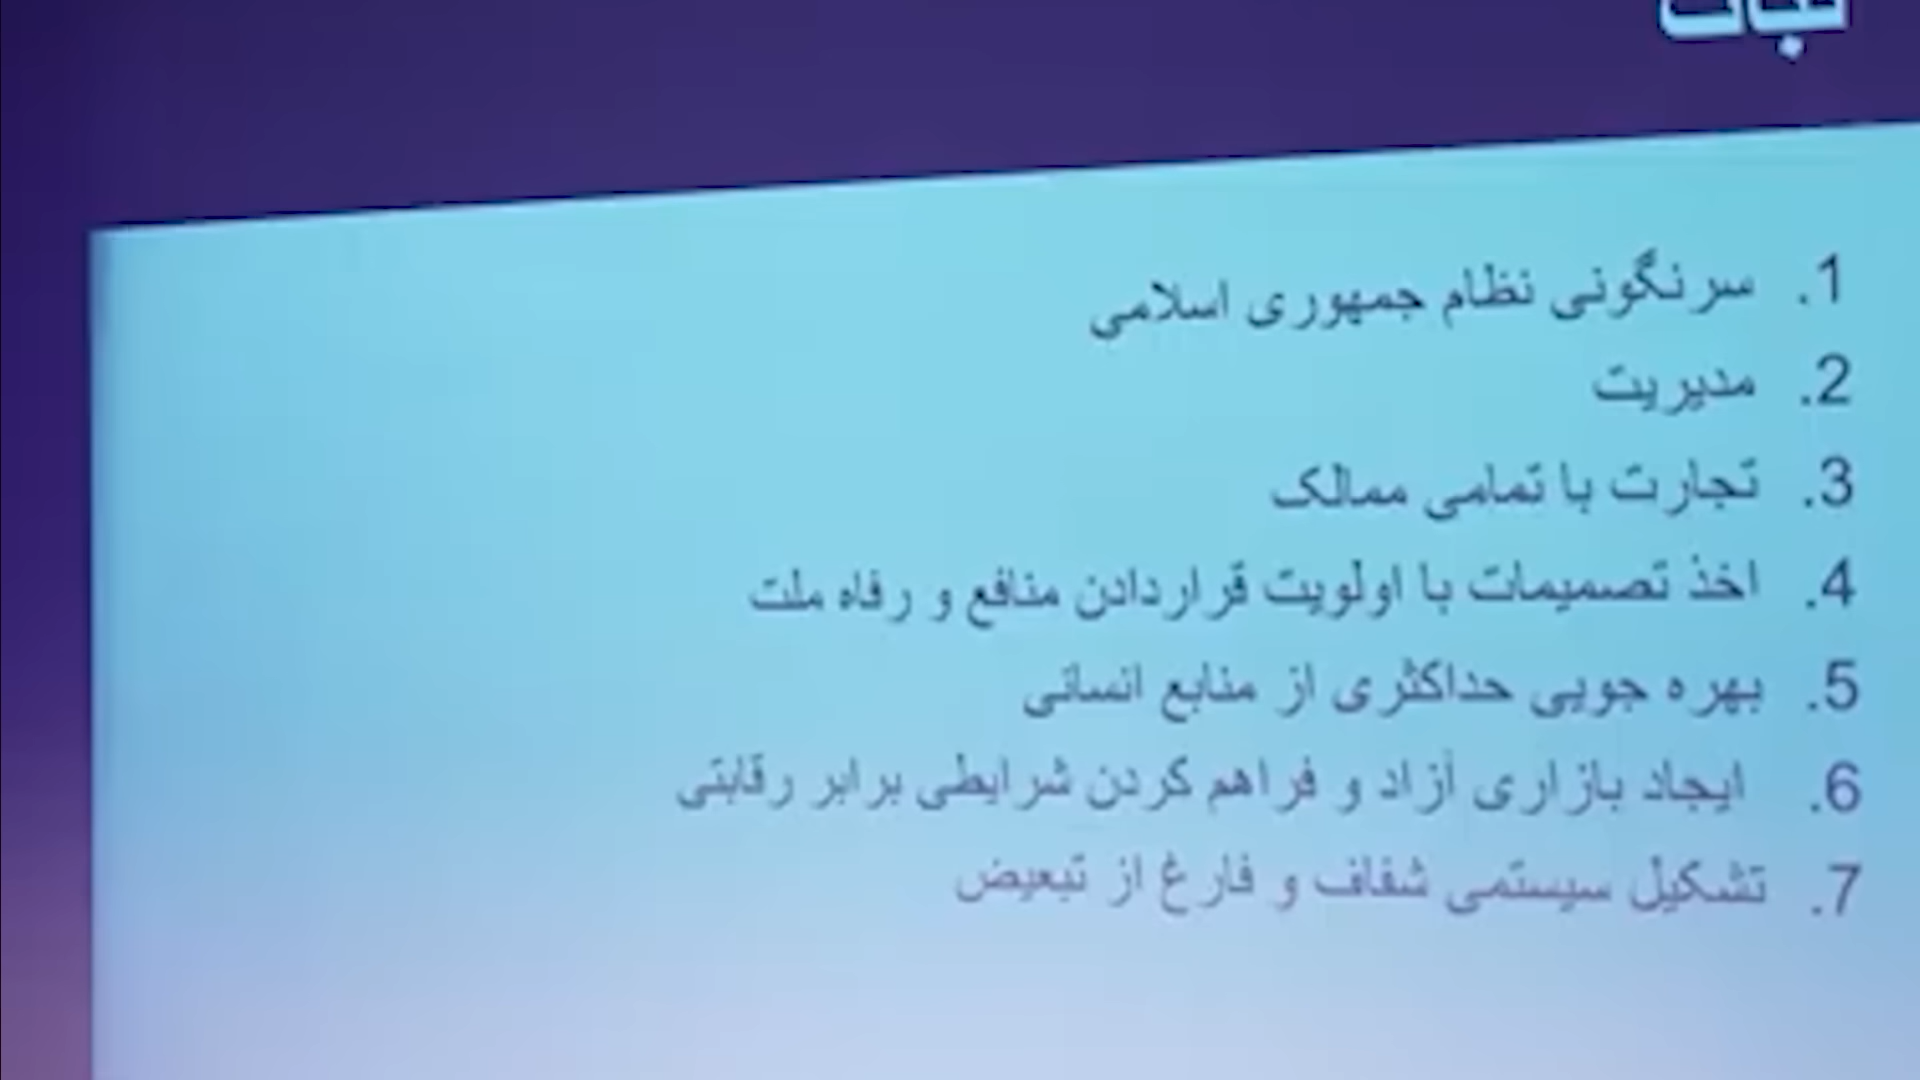 1. سرنگونی نظام جمهوری اسلامی
2. مدیریت
3. تجارت با تمامی ممالک
4. اخذ تصمیمات با اولویت قراردادن منافع و رفاه ملت
5. بهره جویی حداکثری از منابع انسانی
6. ایجاد بازاری آزاد و فراهم کردن شرایطی برابر رقابتی
7. تشکیل سیستمی شفاف و فارغ از تبعیض